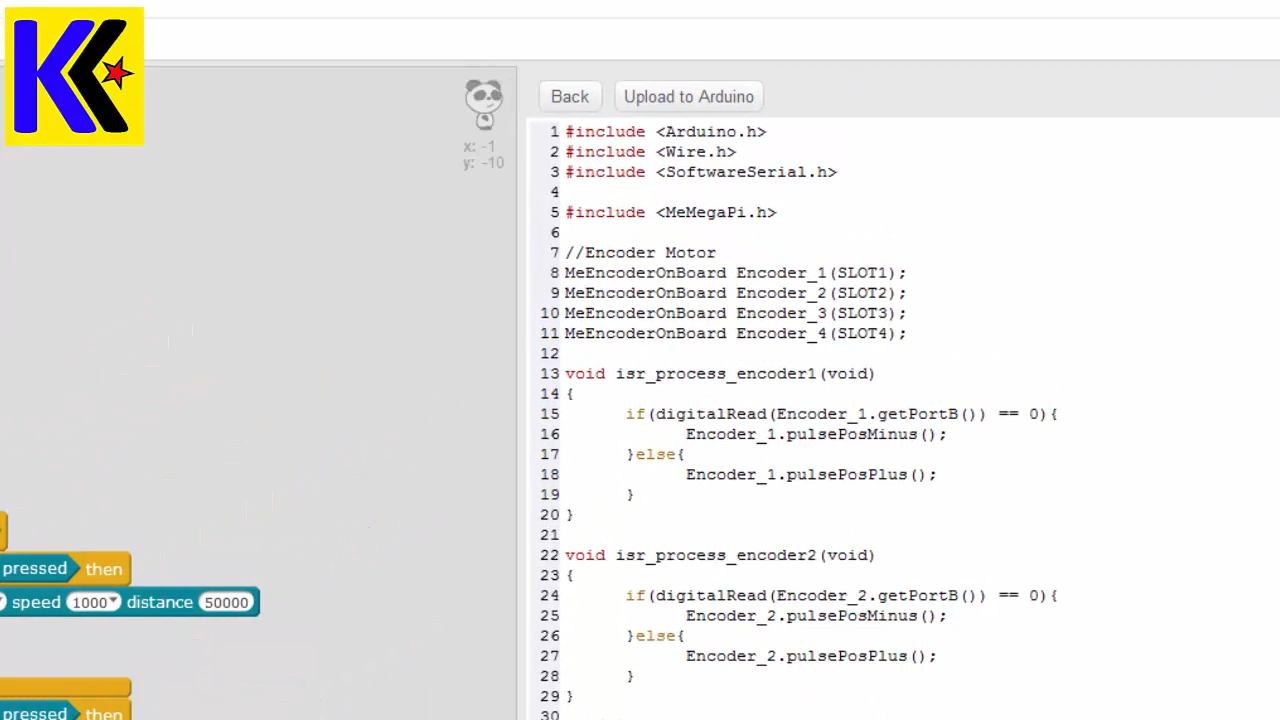 KK
x: -1
y: -10
pressed then
speed 1000 distance 50000
pressed then
Back Upload to Arduino
1 #include <Arduino.h>
2 #include <Wire.h>
3 #include <SoftwareSerial.h>
4
5 #include <MeMegaPi.h>
6
7 //Encoder Motor
8 MeEncoderOnBoard Encoder_1(SLOT1);
9 MeEncoderOnBoard Encoder_2(SLOT2);
10 MeEncoderOnBoard Encoder_3(SLOT3);
11 MeEncoderOnBoard Encoder_4(SLOT4);
12
13 void isr_process_encoder1(void)
14 {
15 if(digitalRead(Encoder_1.getPortB()) == 0){
16 Encoder_1.pulsePosMinus();
17 }else{
18 Encoder_1.pulsePosPlus();
19 }
20 }
21
22 void isr_process_encoder2(void)
23 {
24 if(digitalRead(Encoder_2.getPortB()) == 0){
25 Encoder_2.pulsePosMinus();
26 }else{
27 Encoder_2.pulsePosPlus();
28 }
29 }
30